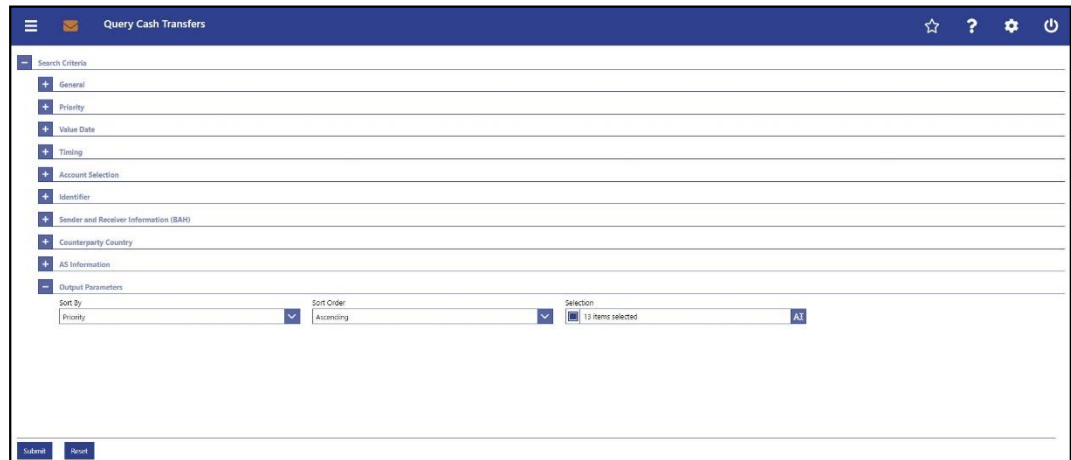 Query Cash Transfers
Search Criteria
General
Priority
Value Date
Timing
Account Selection
Identifier
Sender and Receiver Information (BAH)
Counterparty Country
AS Information
Output Parameters
Sort By Sort Order Selection
Priority Ascending 13 items selected
Submit Reset